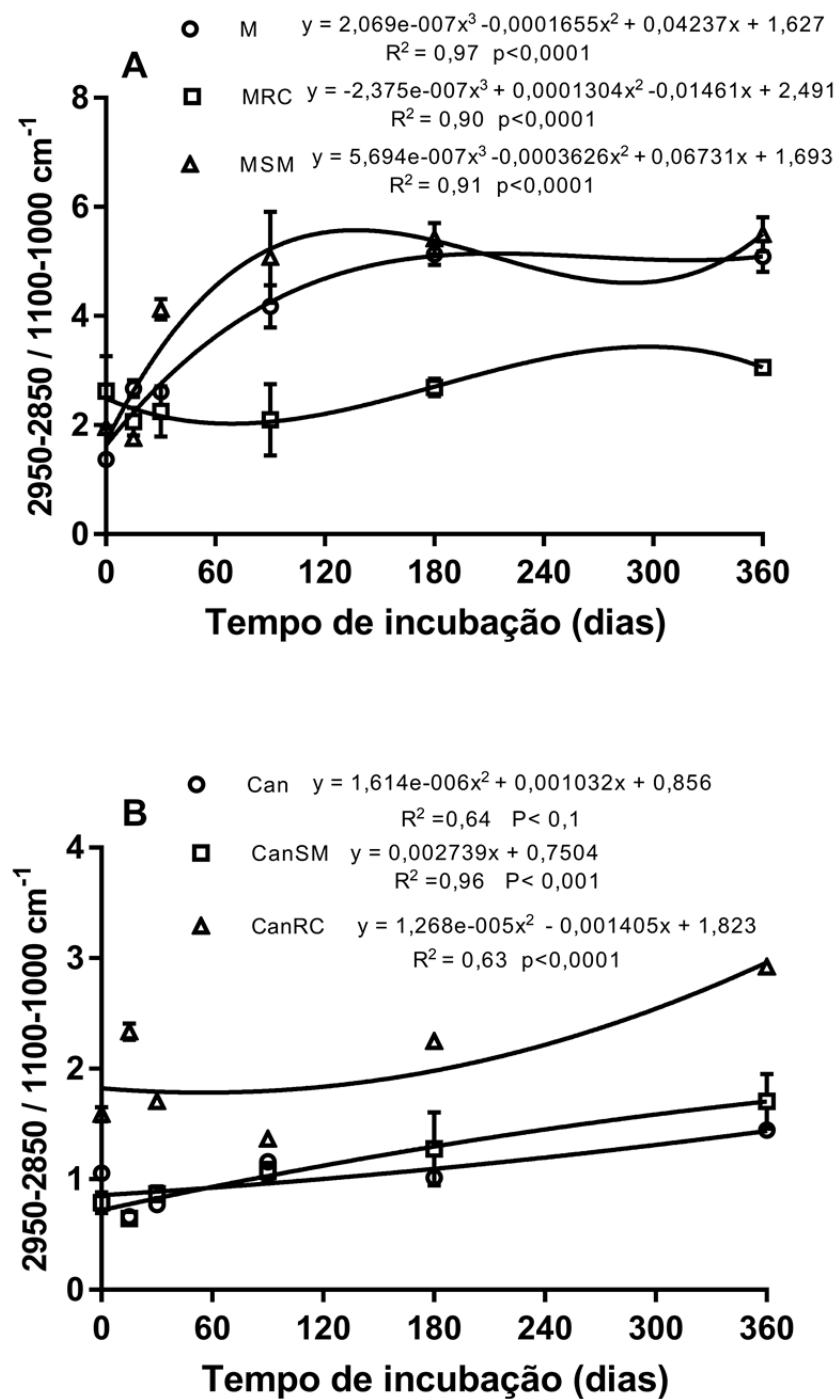 M y = 2,069e-007x³ -0,0001655x² + 0,04237x + 1,627
R² = 0,97 p<0,0001
A
MRC y = -2,375e-007x³ + 0,0001304x² -0,01461x + 2,491
R² = 0,90 p<0,0001
MSM y = 5,694e-007x³ -0,0003626x² + 0,06731x + 1,693
R² = 0,91 p<0,0001
2950-2850 / 1100-1000 cm⁻¹
8
6
4
2
0
0 60 120 180 240 300 360
Tempo de incubação (dias)
Can y = 1,614e-006x² + 0,001032x + 0,856
R² =0,64 P< 0,1
B
CanSM y = 0,002739x + 0,7504
R² =0,96 P< 0,001
CanRC y = 1,268e-005x² - 0,001405x + 1,823
R² = 0,63 p<0,0001
2950-2850 / 1100-1000 cm⁻¹
4
3
2
1
0
0 60 120 180 240 300 360
Tempo de incubação (dias)